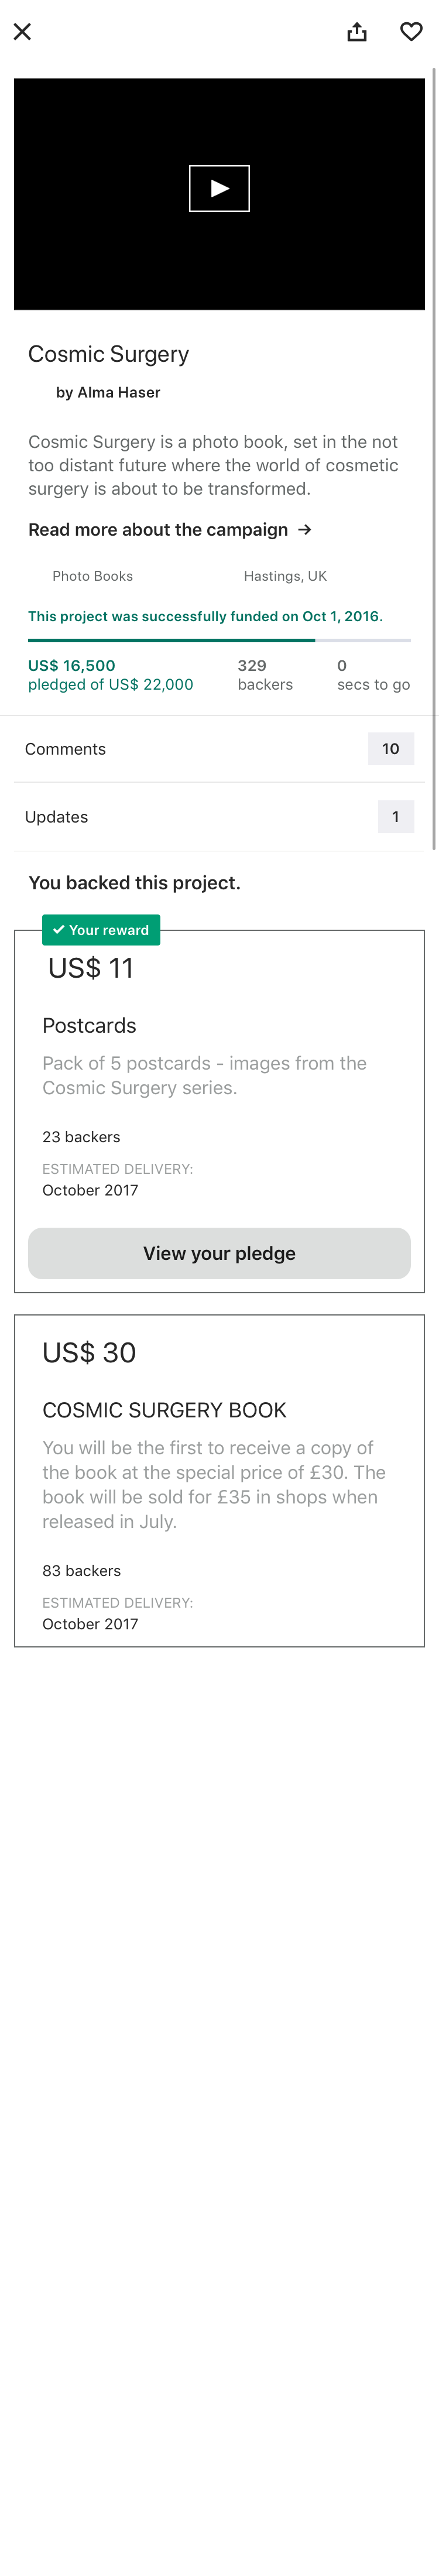 Cosmic Surgery
by Alma Haser
Cosmic Surgery is a photo book, set in the not
too distant future where the world of cosmetic
surgery is about to be transformed.
Read more about the campaign →
Photo Books
Hastings, UK
This project was successfully funded on Oct 1, 2016.
US$ 16,500
pledged of US$ 22,000
329
backers
0
secs to go
Comments
10
Updates
1
You backed this project.
✓ Your reward
US$ 11
Postcards
Pack of 5 postcards - images from the
Cosmic Surgery series.
23 backers
ESTIMATED DELIVERY:
October 2017
View your pledge
US$ 30
COSMIC SURGERY BOOK
You will be the first to receive a copy of
the book at the special price of £30. The
book will be sold for £35 in shops when
released in July.
83 backers
ESTIMATED DELIVERY:
October 2017